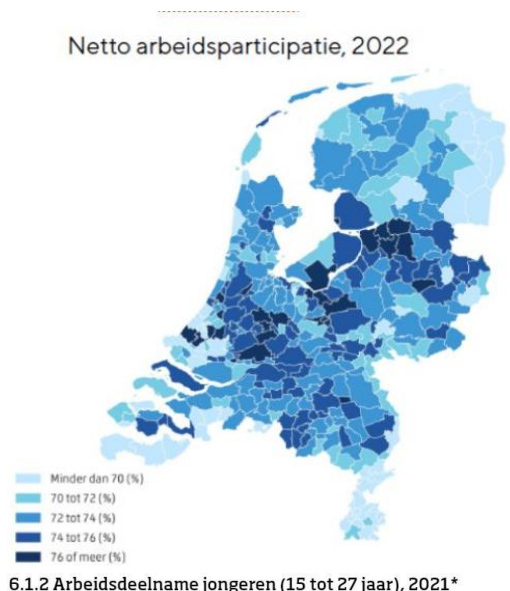 Netto arbeidsparticipatie, 2022
Minder dan 70 (%)
70 tot 72 (%)
72 tot 74 (%)
74 tot 76 (%)
76 of meer (%)
6.1.2 Arbeidsdeelname jongeren (15 tot 27 jaar), 2021*